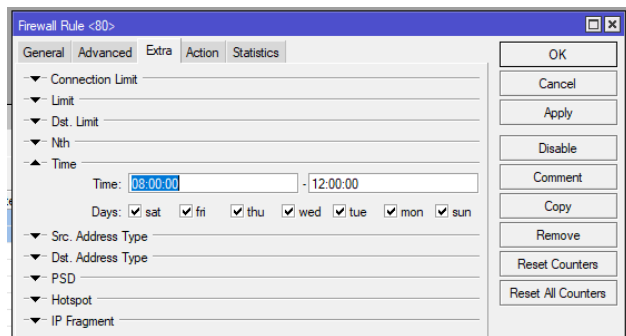 Firewall Rule <80>
General Advanced Extra Action Statistics
Connection Limit
Limit
Dst. Limit
Nth
Time
Time: 08:00:00 - 12:00:00
Days: sat fri thu wed tue mon sun
Src. Address Type
Dst. Address Type
PSD
Hotspot
IP Fragment
OK
Cancel
Apply
Disable
Comment
Copy
Remove
Reset Counters
Reset All Counters